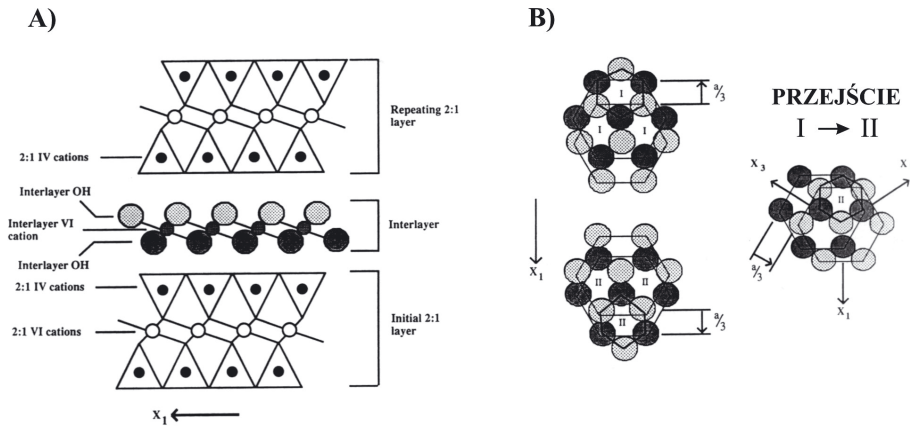 A)
Repeating 2:1
layer
2:1 IV cations
Interlayer OH
Interlayer VI
cation
Interlayer
Interlayer OH
2:1 IV cations
2:1 VI cations
Initial 2:1
layer
X1
B)
I
I
I
a/3
X1
II
II
II
a/3
PRZEJŚCIE
I → II
X3
X
II
a/3
X1